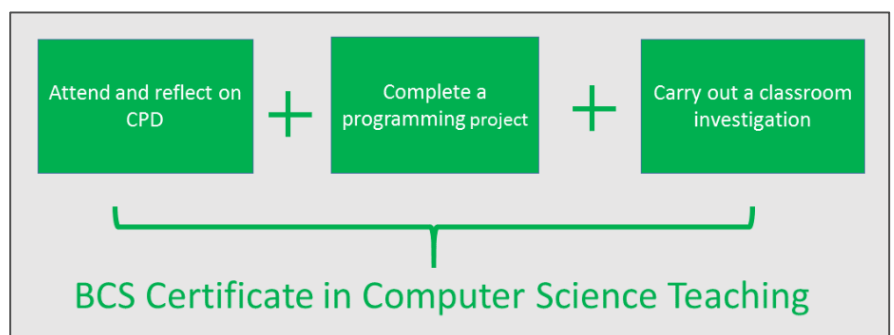 Attend and reflect on
CPD
+
Complete a
programming project
+
Carry out a classroom
investigation
BCS Certificate in Computer Science Teaching